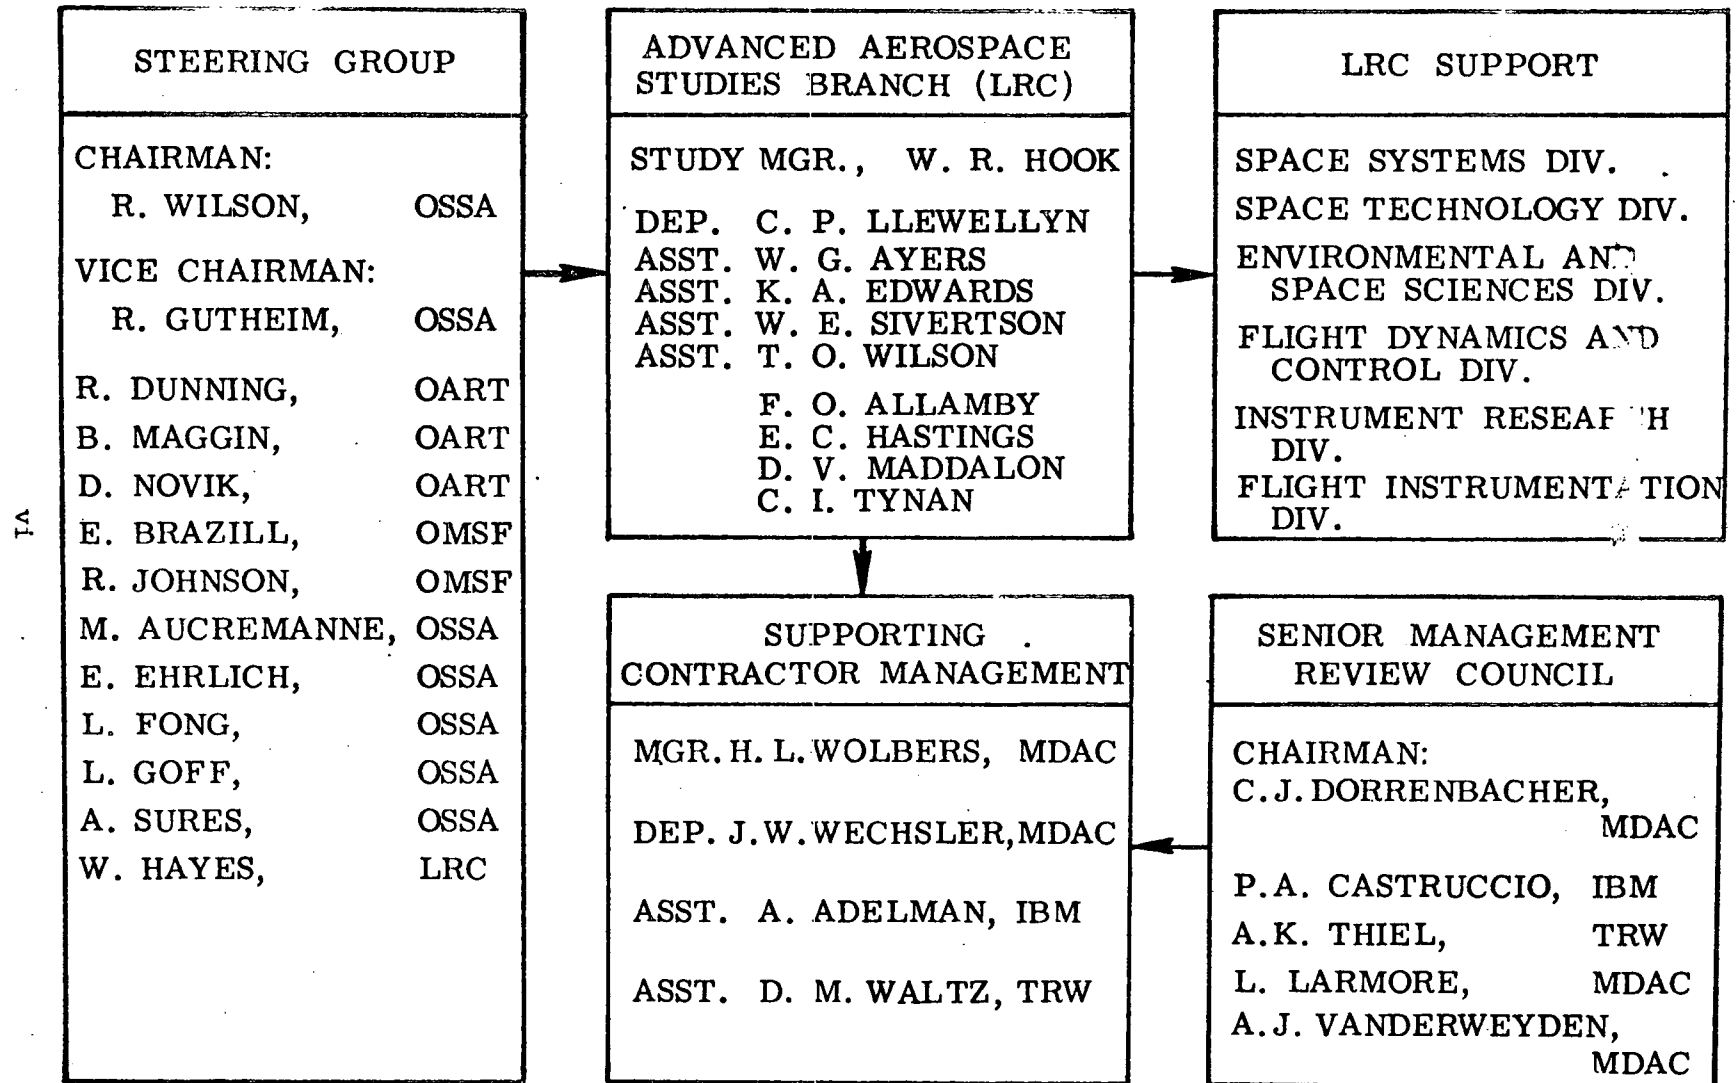 STEERING GROUP
CHAIRMAN:
R. WILSON, OSSA
VICE CHAIRMAN:
R. GUTHEIM, OSSA
R. DUNNING, OART
B. MAGGIN, OART
D. NOVIK, OART
E. BRAZILL, OMSF
R. JOHNSON, OMSF
M. AUCREMANNE, OSSA
E. EHRLICH, OSSA
L. FONG, OSSA
L. GOFF, OSSA
A. SURES, OSSA
W. HAYES, LRC
ADVANCED AEROSPACE
STUDIES BRANCH (LRC)
STUDY MGR., W. R. HOOK
DEP. C. P. LLEWELLYN
ASST. W. G. AYERS
ASST. K. A. EDWARDS
ASST. W. E. SIVERTSON
ASST. T. O. WILSON
F. O. ALLAMBY
E. C. HASTINGS
D. V. MADDALON
C. I. TYNAN
LRC SUPPORT
SPACE SYSTEMS DIV.
SPACE TECHNOLOGY DIV.
ENVIRONMENTAL AND
SPACE SCIENCES DIV.
FLIGHT DYNAMICS AND
CONTROL DIV.
INSTRUMENT RESEARCH
DIV.
FLIGHT INSTRUMENTATION
DIV.
SUPPORTING
CONTRACTOR MANAGEMENT
MGR. H. L. WOLBERS, MDAC
DEP. J. W. WECHSLER, MDAC
ASST. A. ADELMAN, IBM
ASST. D. M. WALTZ, TRW
SENIOR MANAGEMENT
REVIEW COUNCIL
CHAIRMAN:
C. J. DORRENBACHER,
MDAC
P. A. CASTRUCCIO, IBM
A. K. THIEL, TRW
L. LARMORE, MDAC
A. J. VANDERWEYDEN,
MDAC
vi